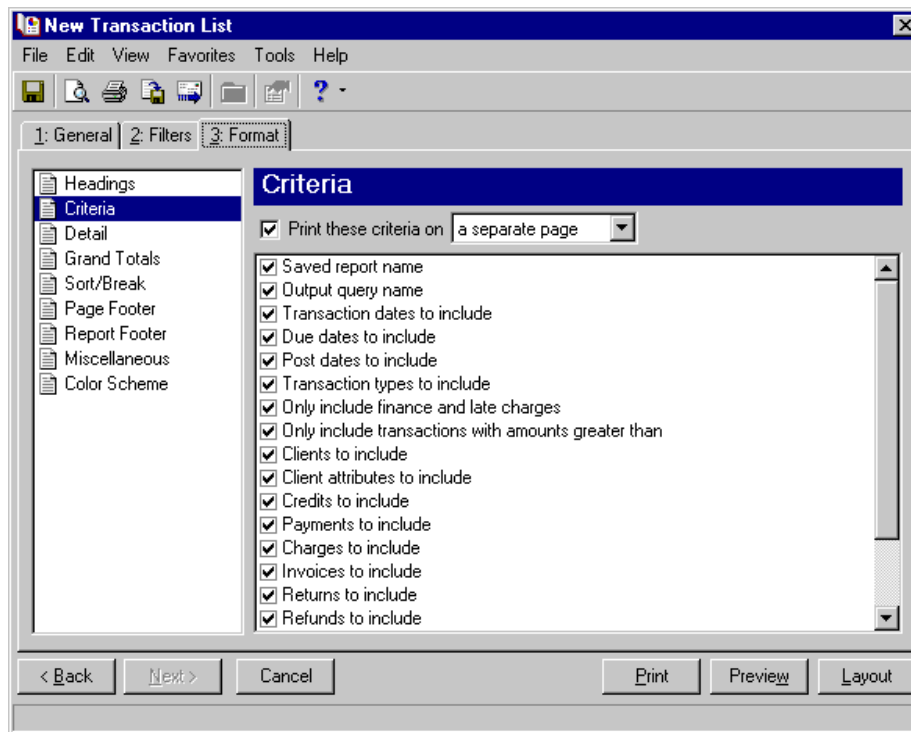 New Transaction List
File Edit View Favorites Tools Help
?
1: General 2: Filters 3: Format
Headings
Criteria
Detail
Grand Totals
Sort/Break
Page Footer
Report Footer
Miscellaneous
Color Scheme
Criteria
Print these criteria on a separate page
Saved report name
Output query name
Transaction dates to include
Due dates to include
Post dates to include
Transaction types to include
Only include finance and late charges
Only include transactions with amounts greater than
Clients to include
Client attributes to include
Credits to include
Payments to include
Charges to include
Invoices to include
Returns to include
Refunds to include
< Back Next > Cancel Print Preview Layout